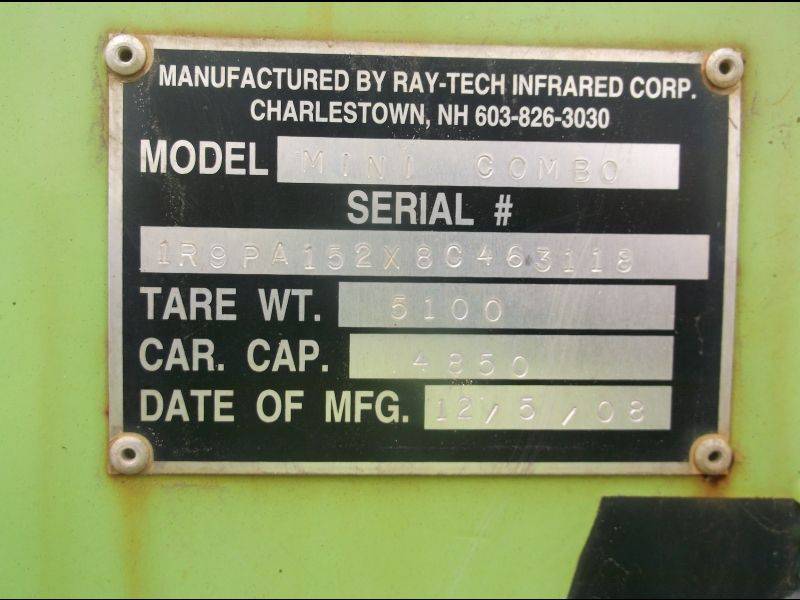 MANUFACTURED BY RAY-TECH INFRARED CORP.
CHARLESTOWN, NH 603-826-3030
MODEL MINI COMBO
SERIAL #
1R9PA152X8C463118
TARE WT. 5100
CAR. CAP. 4850
DATE OF MFG. 12/5/08